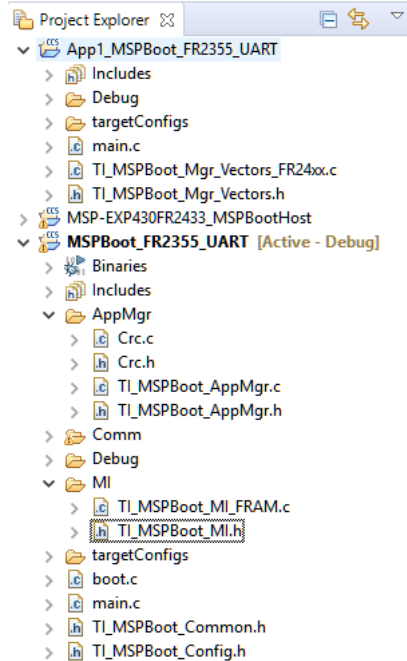 Project Explorer
App1_MSPBoot_FR2355_UART
Includes
Debug
targetConfigs
main.c
TI_MSPBoot_Mgr_Vectors_FR24xx.c
TI_MSPBoot_Mgr_Vectors.h
MSP-EXP430FR2433_MSPBootHost
MSPBoot_FR2355_UART [Active - Debug]
Binaries
Includes
AppMgr
Crc.c
Crc.h
TI_MSPBoot_AppMgr.c
TI_MSPBoot_AppMgr.h
Comm
Debug
MI
TI_MSPBoot_MI_FRAM.c
TI_MSPBoot_MI.h
targetConfigs
boot.c
main.c
TI_MSPBoot_Common.h
TI_MSPBoot_Config.h